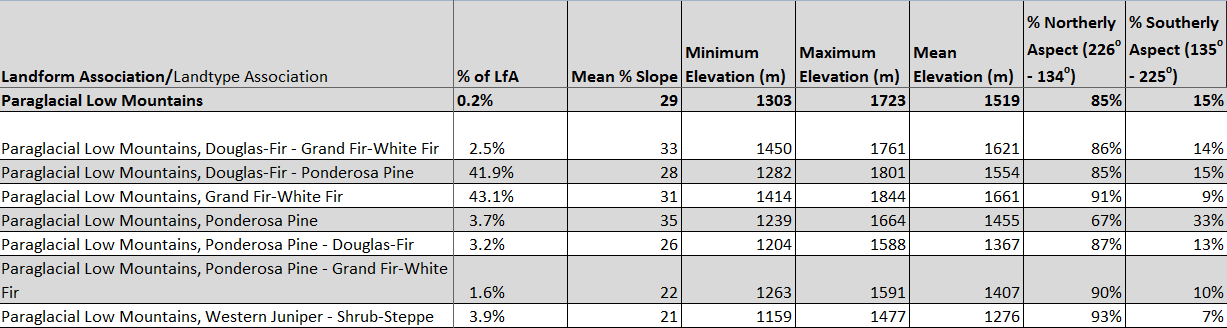 Landform Association/Landtype Association % of LfA Mean % Slope Minimum Elevation (m) Maximum Elevation (m) Mean Elevation (m) % Northerly Aspect (226⁰ - 134⁰) % Southerly Aspect (135⁰ - 225⁰)
Paraglacial Low Mountains 0.2% 29 1303 1723 1519 85% 15%
Paraglacial Low Mountains, Douglas-Fir - Grand Fir-White Fir 2.5% 33 1450 1761 1621 86% 14%
Paraglacial Low Mountains, Douglas-Fir - Ponderosa Pine 41.9% 28 1282 1801 1554 85% 15%
Paraglacial Low Mountains, Grand Fir-White Fir 43.1% 31 1414 1844 1661 91% 9%
Paraglacial Low Mountains, Ponderosa Pine 3.7% 35 1239 1664 1455 67% 33%
Paraglacial Low Mountains, Ponderosa Pine - Douglas-Fir 3.2% 26 1204 1588 1367 87% 13%
Paraglacial Low Mountains, Ponderosa Pine - Grand Fir-White
Fir 1.6% 22 1263 1591 1407 90% 10%
Paraglacial Low Mountains, Western Juniper - Shrub-Steppe 3.9% 21 1159 1477 1276 93% 7%